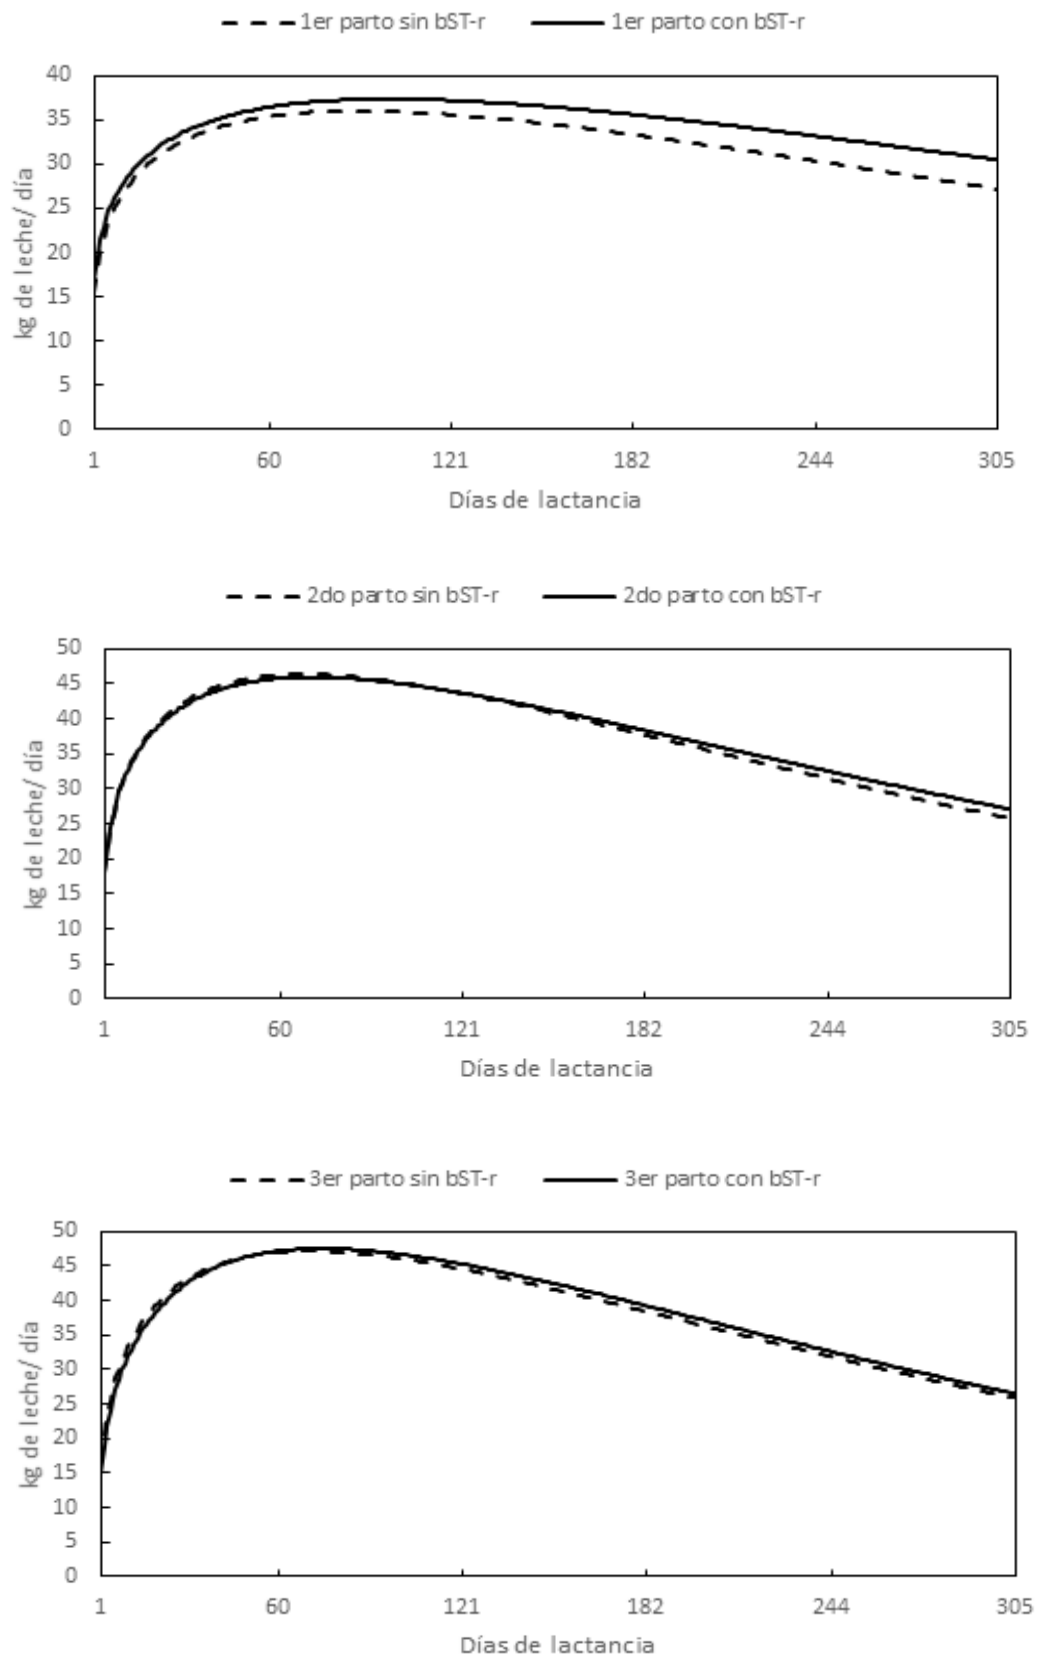 1er parto sin bST-r 1er parto con bST-r
40
35
30
25
20
15
10
5
0
kg de leche/ día
1 60 121 182 244 305
Días de lactancia
2do parto sin bST-r 2do parto con bST-r
50
45
40
35
30
25
20
15
10
5
0
kg de leche/ día
1 60 121 182 244 305
Días de lactancia
3er parto sin bST-r 3er parto con bST-r
50
45
40
35
30
25
20
15
10
5
0
kg de leche/ día
1 60 121 182 244 305
Días de lactancia